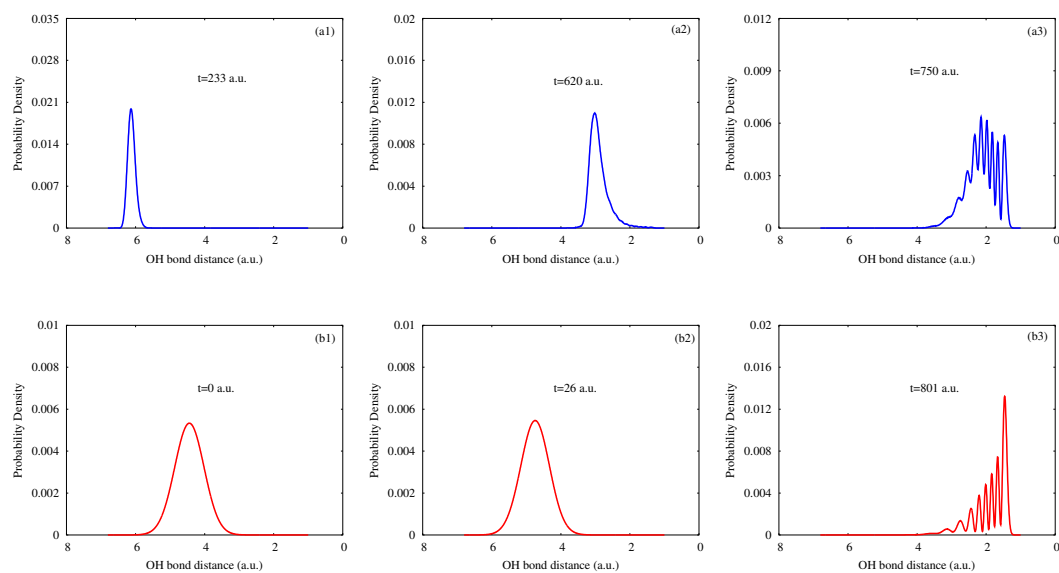 (a1)
t=233 a.u.
Probability Density
0.035
0.028
0.021
0.014
0.007
0
8 6 4 2 0
OH bond distance (a.u.)
(a2)
t=620 a.u.
Probability Density
0.02
0.016
0.012
0.008
0.004
0
8 6 4 2 0
OH bond distance (a.u.)
(a3)
t=750 a.u.
Probability Density
0.012
0.009
0.006
0.003
0
8 6 4 2 0
OH bond distance (a.u.)
(b1)
t=0 a.u.
Probability Density
0.01
0.008
0.006
0.004
0.002
0
8 6 4 2 0
OH bond distance (a.u.)
(b2)
t=26 a.u.
Probability Density
0.01
0.008
0.006
0.004
0.002
0
8 6 4 2 0
OH bond distance (a.u.)
(b3)
t=801 a.u.
Probability Density
0.02
0.016
0.012
0.008
0.004
0
8 6 4 2 0
OH bond distance (a.u.)